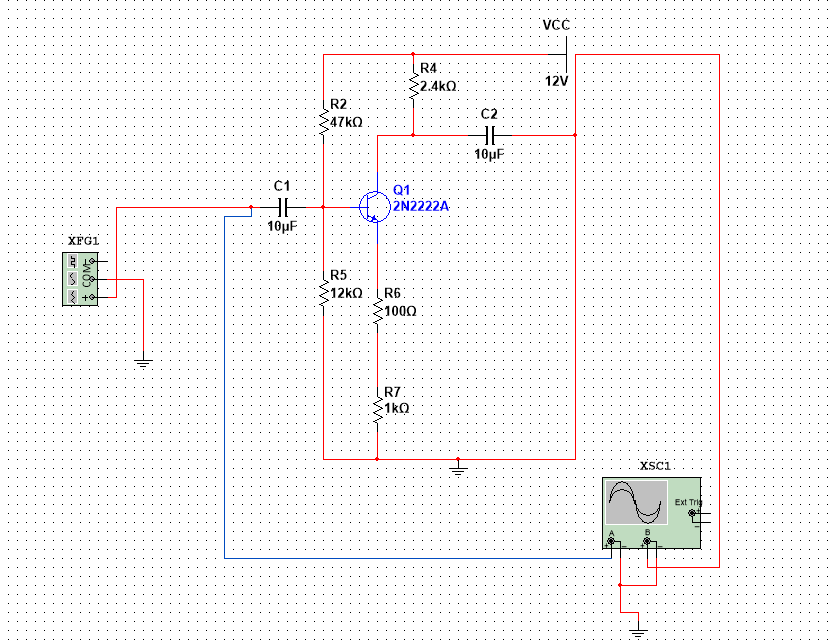 VCC
12V
R4
2.4kΩ
R2
47kΩ
C2
10µF
C1
10µF
Q1
2N2222A
XFG1
COM
+
R5
12kΩ
R6
100Ω
R7
1kΩ
XSC1
Ext Trig
+
−
A
B
+ −
+ −